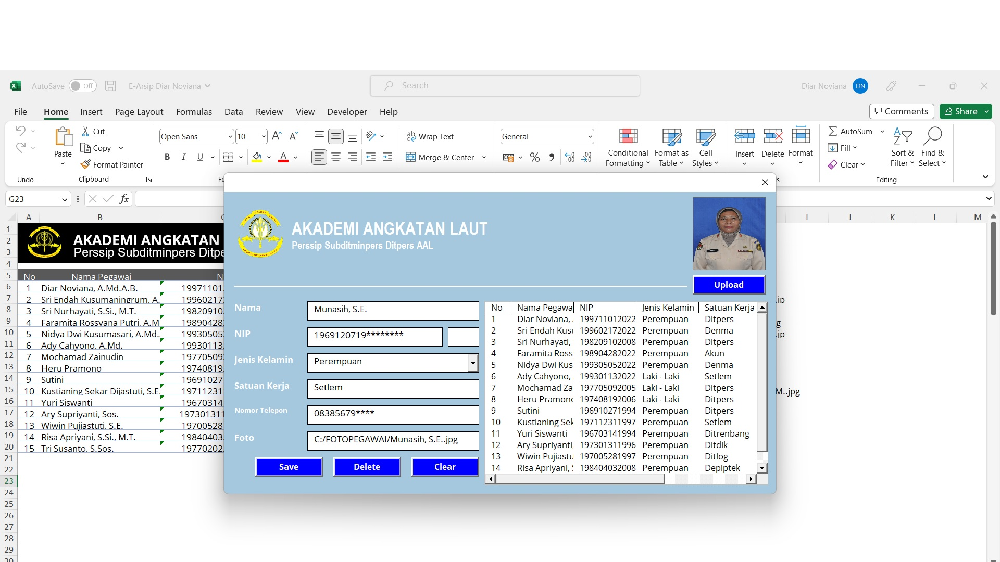 AutoSave Off E-Arsip Diar Noviana Search Diar Noviana DN
File Home Insert Page Layout Formulas Data Review View Developer Help Comments Share
Cut
Copy
Format Painter
Paste
Undo
Clipboard
Open Sans 10
B I U A
Wrap Text
Merge & Center
General
Conditional Formatting
Format as Table
Cell Styles
Insert Delete Format
AutoSum
Fill
Clear
Sort & Filter
Find & Select
Editing
G23 fx
A B I J K L M
AKADEMI ANGKATAN
Perssip Subditminpers Ditpe
No Nama Pegawai N
1 Diar Noviana, A.Md.A.B. 19971101
2 Sri Endah Kusumaningrum, A. 19960217
3 Sri Nurhayati, S.Si., M.T. 19820910
4 Faramita Rossyana Putri, A.M 19890428
5 Nidya Dwi Kusumasari, A.Md.. 19930505
6 Ady Cahyono, A.Md. 19930113
7 Mochamad Zainudin 19770509
8 Heru Pramono 19740819
9 Sutini 19691027
10 Kustianing Sekar Dijastuti, S.E 19711231
11 Yuri Siswanti 19670314
12 Ary Supriyanti, Sos. 197301311
13 Wiwin Pujiastuti, S.E. 19700528
14 Risa Apriyani, S.Si., M.T. 19840403
15 Tri Susanto, S.Sos. 19770202
1
2
3
4
5
6
7
8
9
10
11
12
13
14
15
16
17
18
19
20
21
22
23
24
25
26
27
28
29
30
AKADEMI ANGKATAN LAUT
Perssip Subditminpers Ditpers AAL
Upload
Nama Munasih, S.E.
NIP 1969120719********
Jenis Kelamin Perempuan
Satuan Kerja Setlem
Nomor Telepon 08385679****
Foto C:/FOTOPEGAWAI/Munasih, S.E..jpg
Save Delete Clear
No Nama Pegawa NIP Jenis Kelamin Satuan Kerja
1 Diar Noviana, 199711012022 Perempuan Ditpers
2 Sri Endah Kusu 199602172022 Perempuan Denma
3 Sri Nurhayati, 198209102008 Perempuan Ditpers
4 Faramita Ross 198904282022 Perempuan Akun
5 Nidya Dwi Kus 199305052022 Perempuan Denma
6 Ady Cahyono, 199301132022 Laki - Laki Setlem
7 Mochamad Za 197705092005 Laki - Laki Ditpers
8 Heru Pramono 197408192006 Laki - Laki Ditpers
9 Sutini 196910271994 Perempuan Ditpers
10 Kustianing Sek 197112311997 Perempuan Setlem
11 Yuri Siswanti 196703141994 Perempuan Ditrenbang
12 Ary Supriyanti, 197301311996 Perempuan Ditdik
13 Wiwin Pujiastu 197005281997 Perempuan Ditlog
14 Risa Apriyani, 198404032008 Perempuan Depiptek
M..jpg